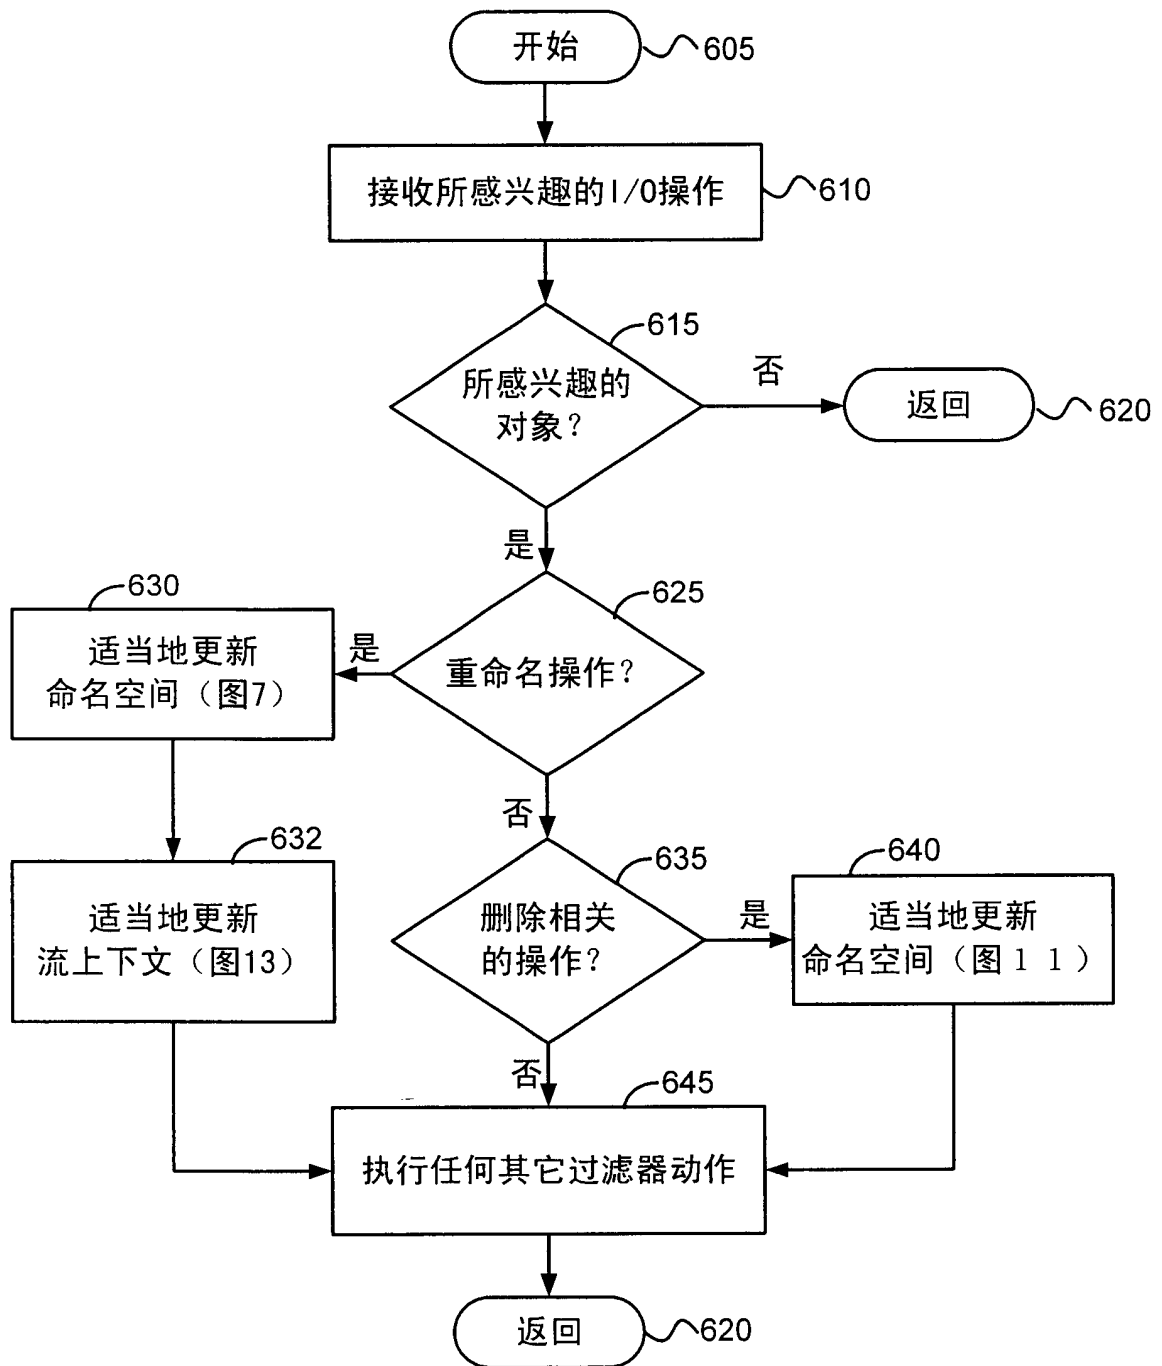 开始
605
接收所感兴趣的I/O操作
610
615
所感兴趣的
对象？
否
返回
620
是
625
重命名操作？
是
630
适当地更新
命名空间（图7）
否
632
适当地更新
流上下文（图13）
635
删除相关
的操作？
是
640
适当地更新
命名空间（图１１）
否
645
执行任何其它过滤器动作
返回
620